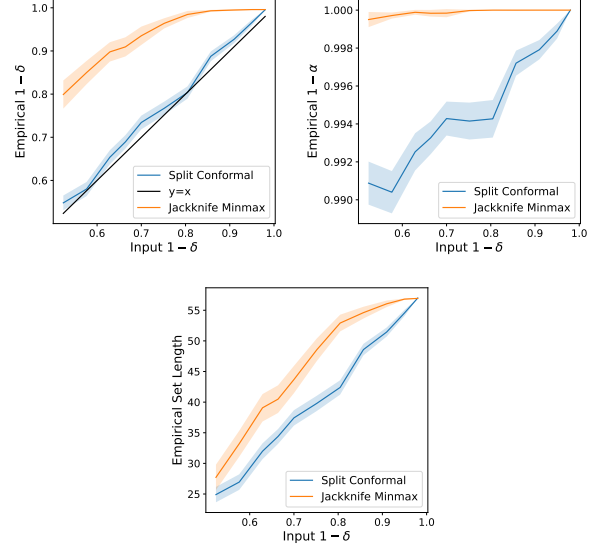 1.0
0.9
0.8
0.7
0.6
Empirical 1 − δ
Split Conformal
y=x
Jackknife Minmax
0.6 0.7 0.8 0.9 1.0
Input 1 − δ
1.000
0.998
0.996
0.994
0.992
0.990
Empirical 1 − α
Split Conformal
Jackknife Minmax
0.6 0.7 0.8 0.9 1.0
Input 1 − δ
55
50
45
40
35
30
25
Empirical Set Length
Split Conformal
Jackknife Minmax
0.6 0.7 0.8 0.9 1.0
Input 1 − δ